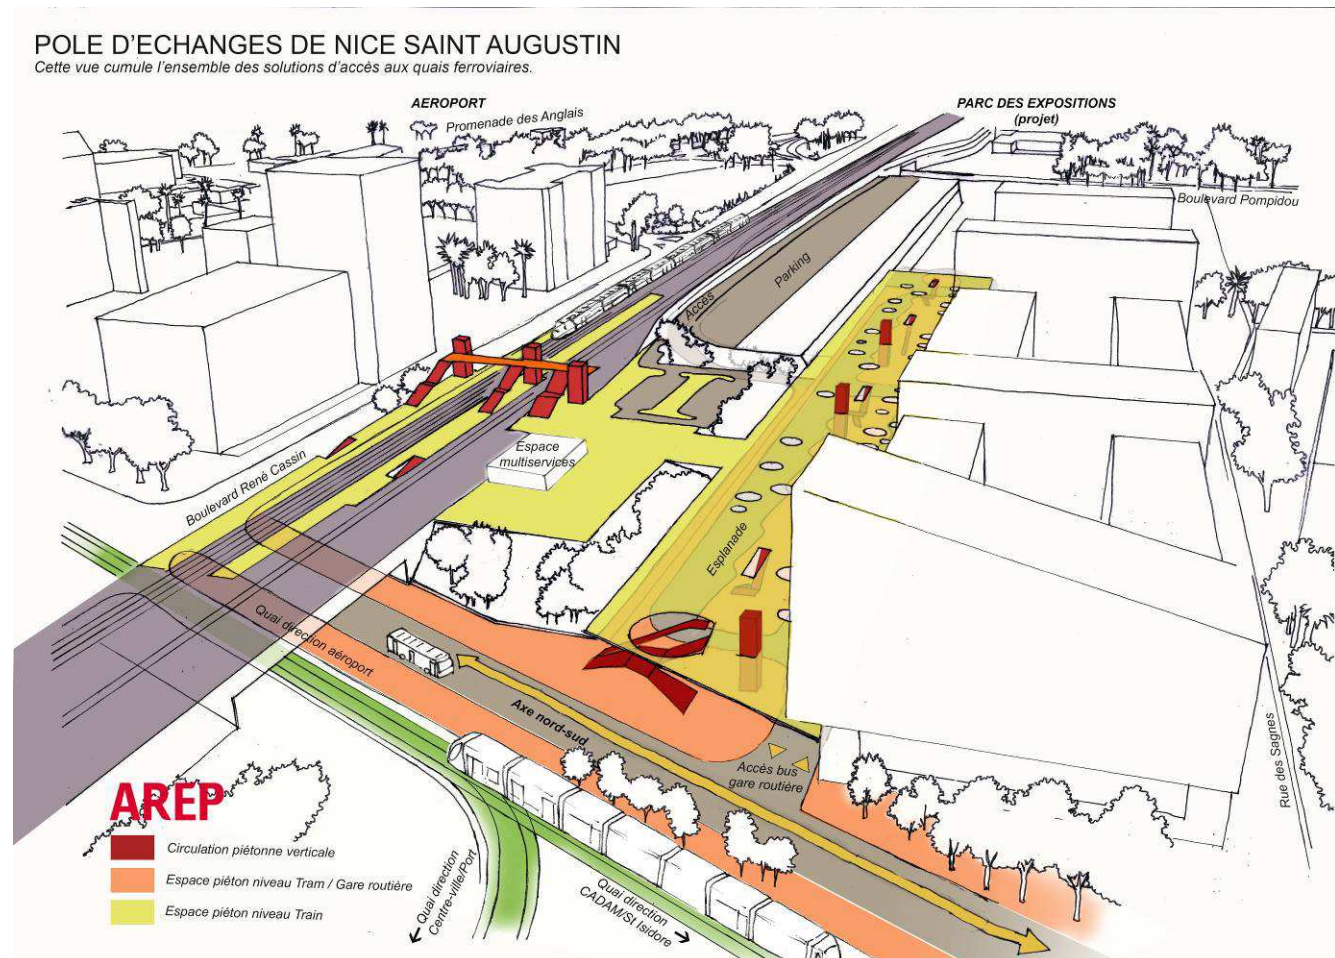 POLE D'ECHANGES DE NICE SAINT AUGUSTIN
Cette vue cumule l'ensemble des solutions d'accès aux quais ferroviaires.
AEROPORT
Promenade des Anglais
PARC DES EXPOSITIONS
(projet)
Boulevard Pompidou
Parking
Accès
Espace
multiservices
Boulevard René Cassin
Esplanade
Quai direction aéroport
Axe nord-sud
Accès bus
gare routière
Rue des Sagnes
AREP
Circulation piétonne verticale
Espace piéton niveau Tram / Gare routière
Espace piéton niveau Train
Quai direction
Centre-ville/Port
Quai direction
CADAM/St Isidore